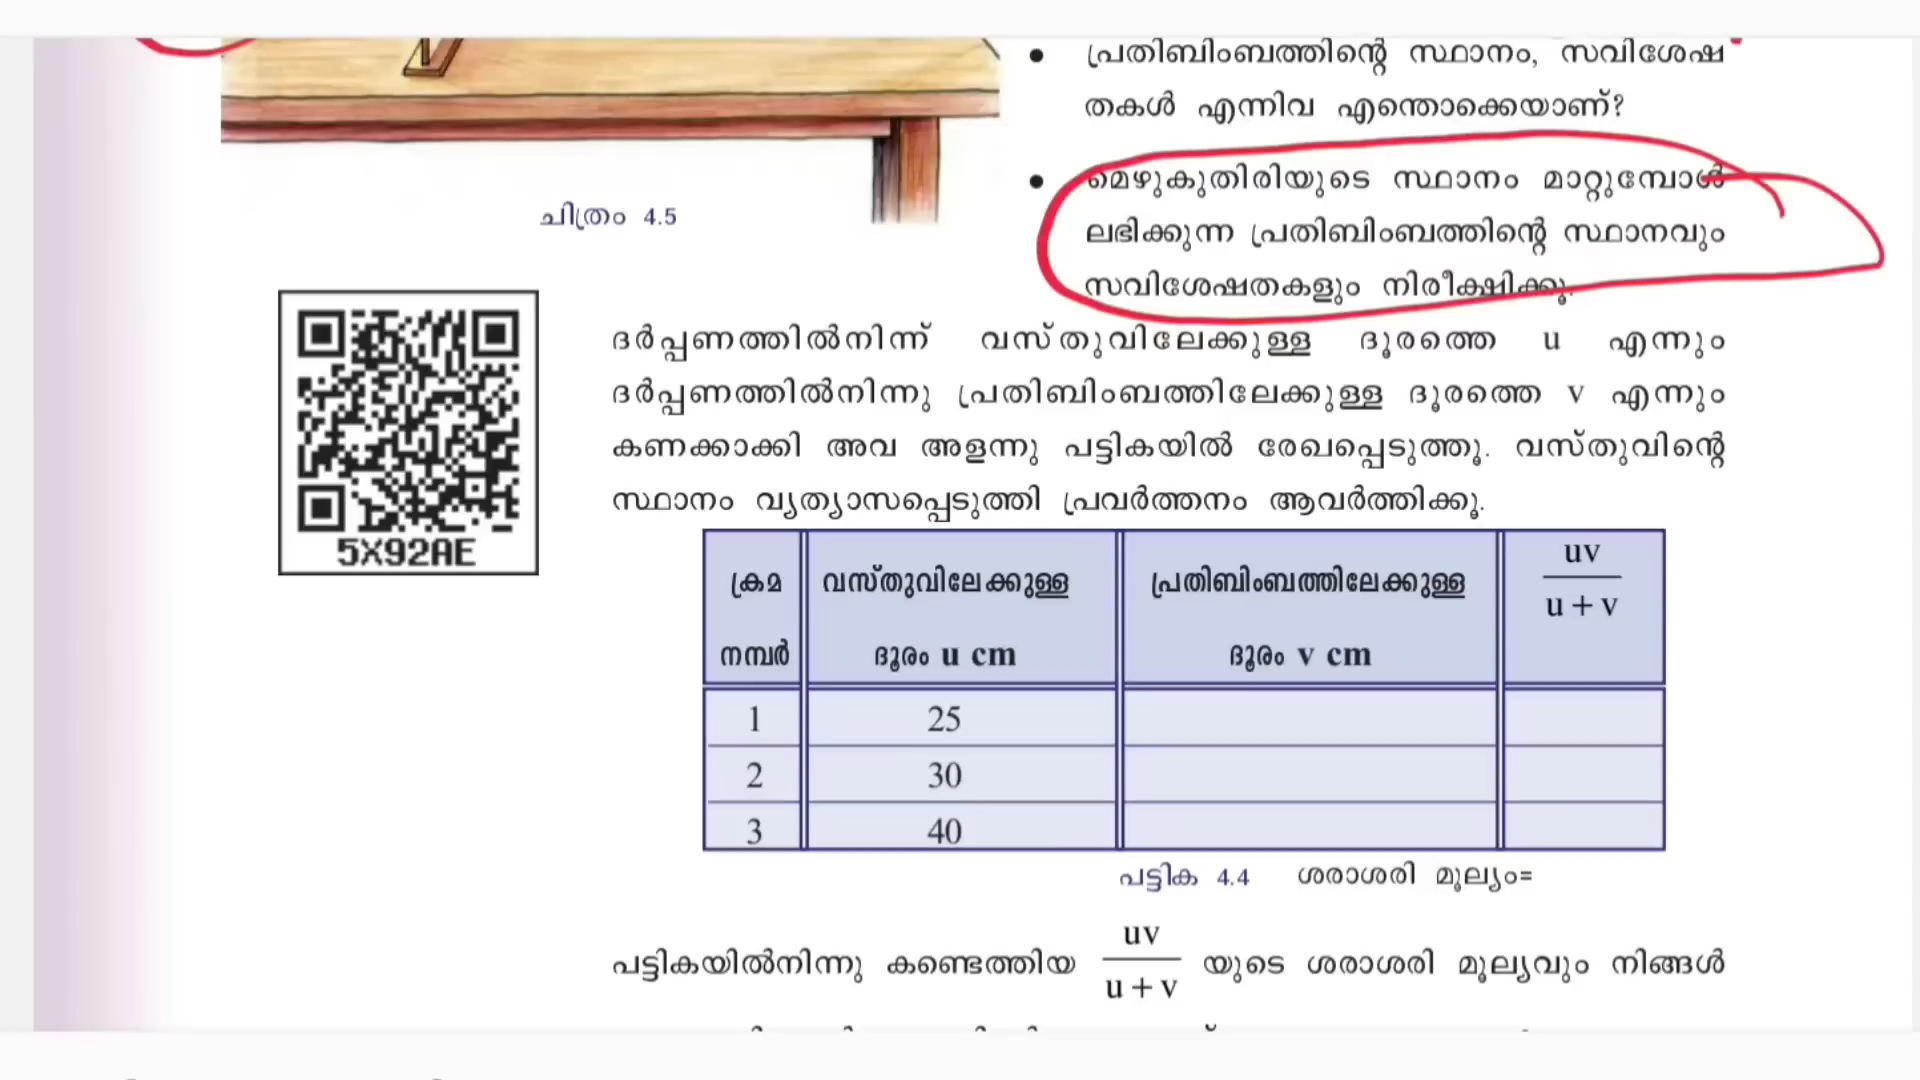 • പ്രതിബിംബത്തിന്റെ സ്ഥാനം, സവിശേഷ
തകൾ എന്നിവ എന്തൊക്കെയാണ്?
• മെഴുകുതിരിയുടെ സ്ഥാനം മാറ്റുമ്പോൾ
ലഭിക്കുന്ന പ്രതിബിംബത്തിന്റെ സ്ഥാനവും
സവിശേഷതകളും നിരീക്ഷിക്കൂ.
ചിത്രം 4.5
5X92AE
ദർപ്പണത്തിൽനിന്ന് വസ്തുവിലേക്കുള്ള ദൂരത്തെ u എന്നും
ദർപ്പണത്തിൽനിന്നു പ്രതിബിംബത്തിലേക്കുള്ള ദൂരത്തെ v എന്നും
കണക്കാക്കി അവ അളന്നു പട്ടികയിൽ രേഖപ്പെടുത്തൂ. വസ്തുവിന്റെ
സ്ഥാനം വ്യത്യാസപ്പെടുത്തി പ്രവർത്തനം ആവർത്തിക്കൂ.
ക്രമ നമ്പർ
വസ്തുവിലേക്കുള്ള ദൂരം u cm
പ്രതിബിംബത്തിലേക്കുള്ള ദൂരം v cm
uv
u + v
1 25
2 30
3 40
പട്ടിക 4.4 ശരാശരി മൂല്യം=
പട്ടികയിൽനിന്നു കണ്ടെത്തിയ uv / u + v യുടെ ശരാശരി മൂല്യവും നിങ്ങൾ